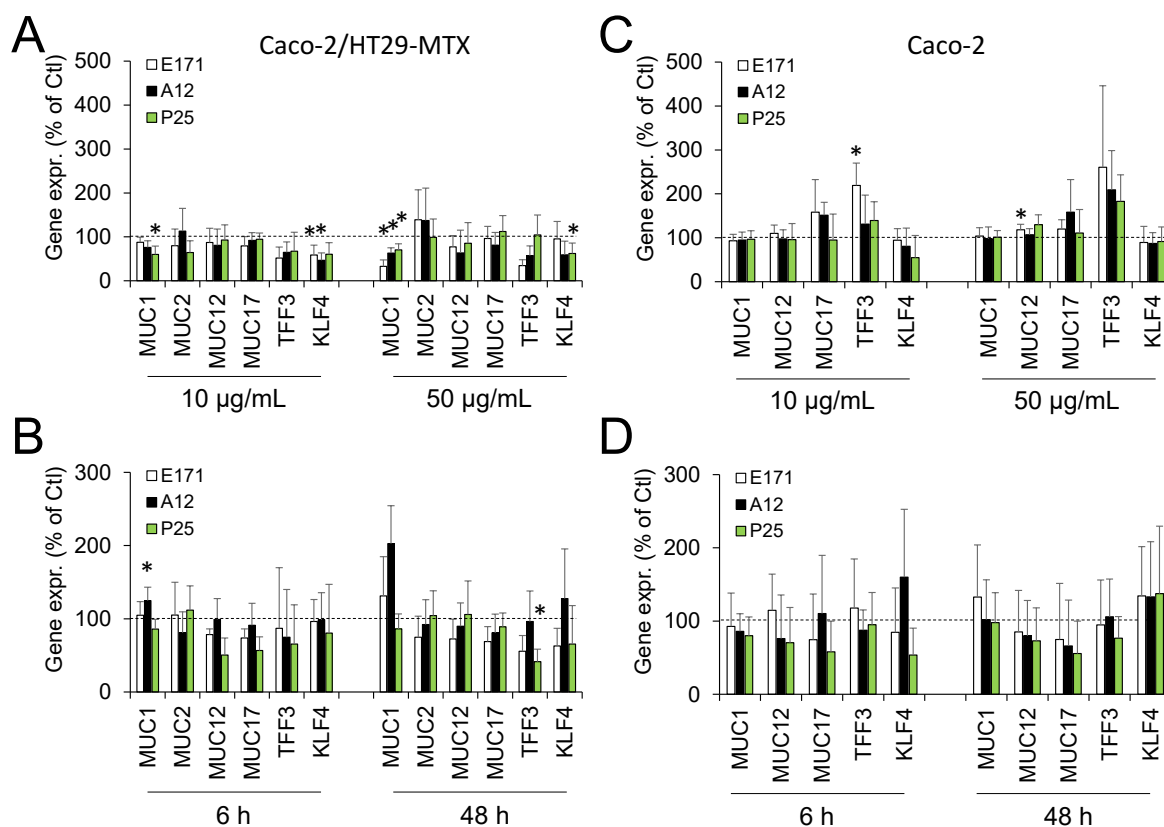 A
Caco-2/HT29-MTX
Gene expr. (% of Ctl)
500
400
300
200
100
0
E171
A12
P25
*
* *
* * *
*
MUC1 MUC2 MUC12 MUC17 TFF3 KLF4
MUC1 MUC2 MUC12 MUC17 TFF3 KLF4
10 µg/mL
50 µg/mL
B
Gene expr. (% of Ctl)
300
200
100
0
E171
A12
P25
*
*
MUC1 MUC2 MUC12 MUC17 TFF3 KLF4
MUC1 MUC2 MUC12 MUC17 TFF3 KLF4
6 h
48 h
C
Caco-2
Gene expr. (% of Ctl)
500
400
300
200
100
0
E171
A12
P25
*
*
MUC1 MUC12 MUC17 TFF3 KLF4
MUC1 MUC12 MUC17 TFF3 KLF4
10 µg/mL
50 µg/mL
D
Gene expr. (% of Ctl)
300
200
100
0
E171
A12
P25
MUC1 MUC12 MUC17 TFF3 KLF4
MUC1 MUC12 MUC17 TFF3 KLF4
6 h
48 h